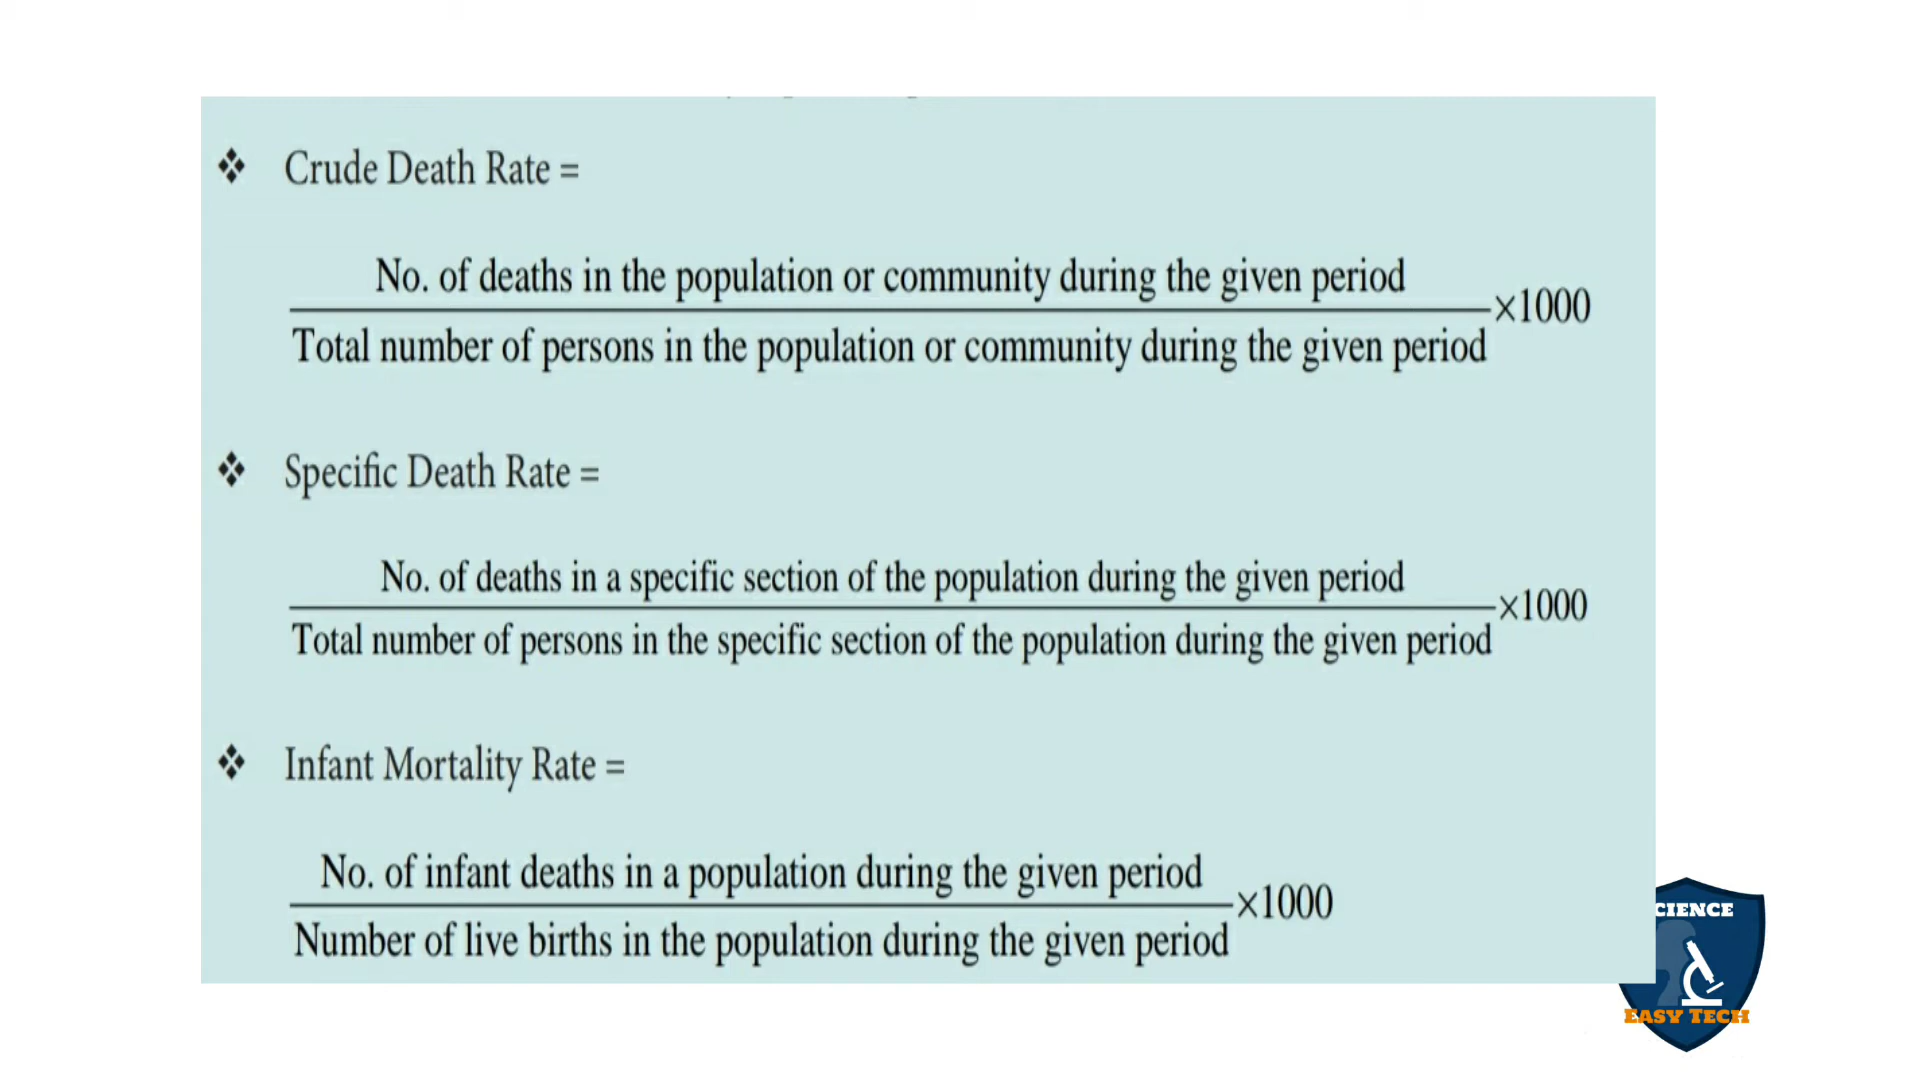 ❖ Crude Death Rate =
No. of deaths in the population or community during the given period
×1000
Total number of persons in the population or community during the given period
❖ Specific Death Rate =
No. of deaths in a specific section of the population during the given period
×1000
Total number of persons in the specific section of the population during the given period
❖ Infant Mortality Rate =
No. of infant deaths in a population during the given period
×1000
Number of live births in the population during the given period
CIENCE
EASY TECH